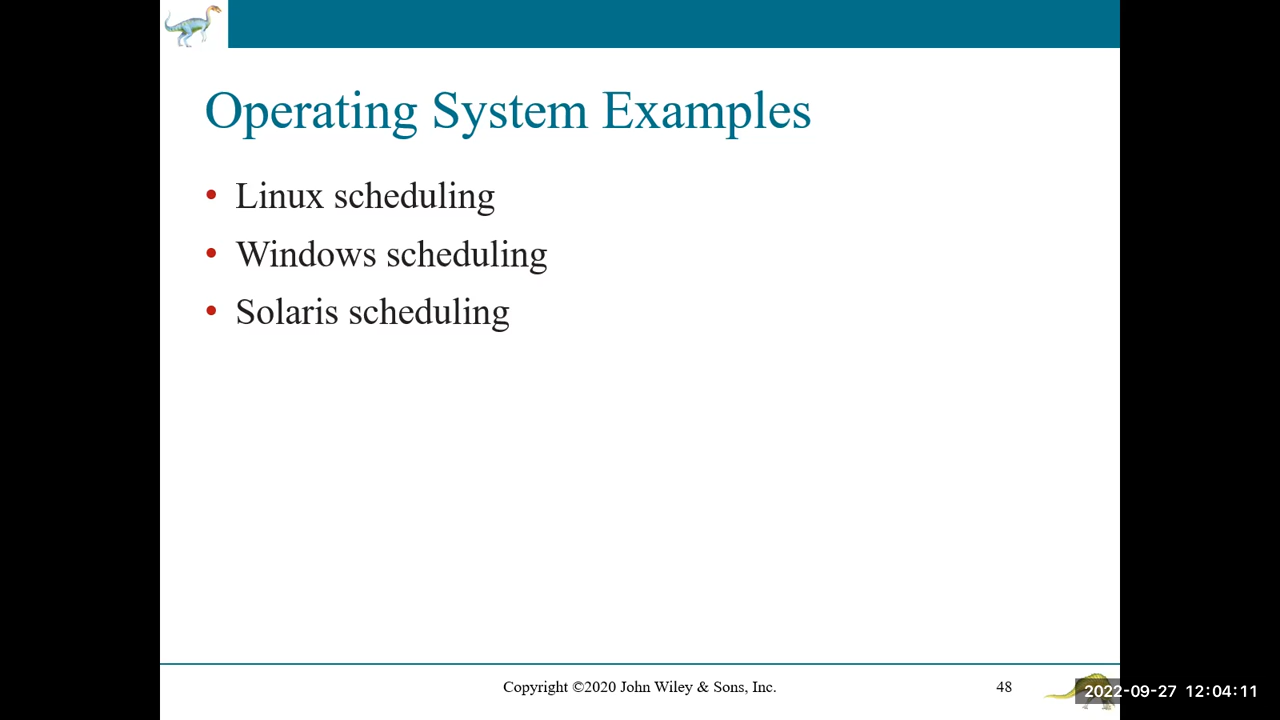 Operating System Examples
• Linux scheduling
• Windows scheduling
• Solaris scheduling
Copyright ©2020 John Wiley & Sons, Inc.
48
2022-09-27 12:04:11